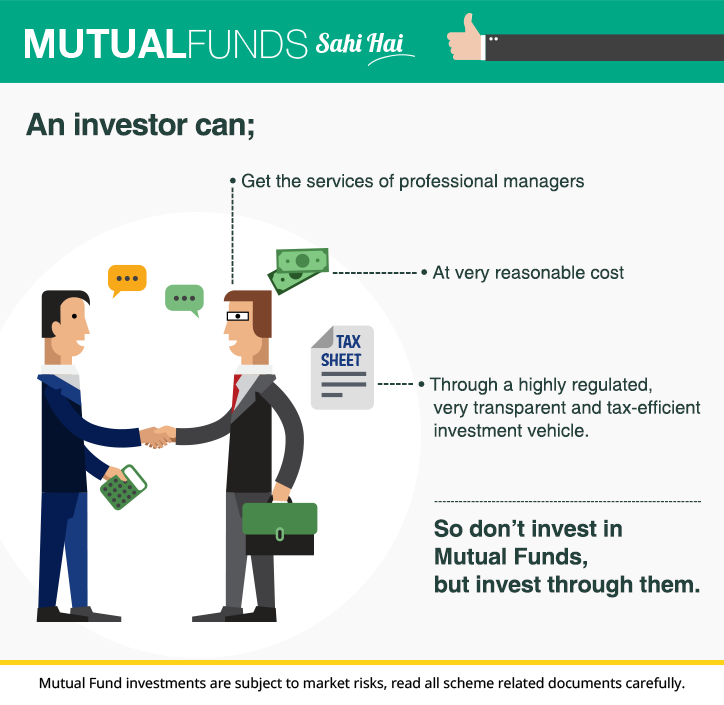 MUTUALFUNDS Sahi Hai
An investor can;
• Get the services of professional managers
• At very reasonable cost
TAX
SHEET
• Through a highly regulated,
very transparent and tax-efficient
investment vehicle.
So don’t invest in
Mutual Funds,
but invest through them.
Mutual Fund investments are subject to market risks, read all scheme related documents carefully.